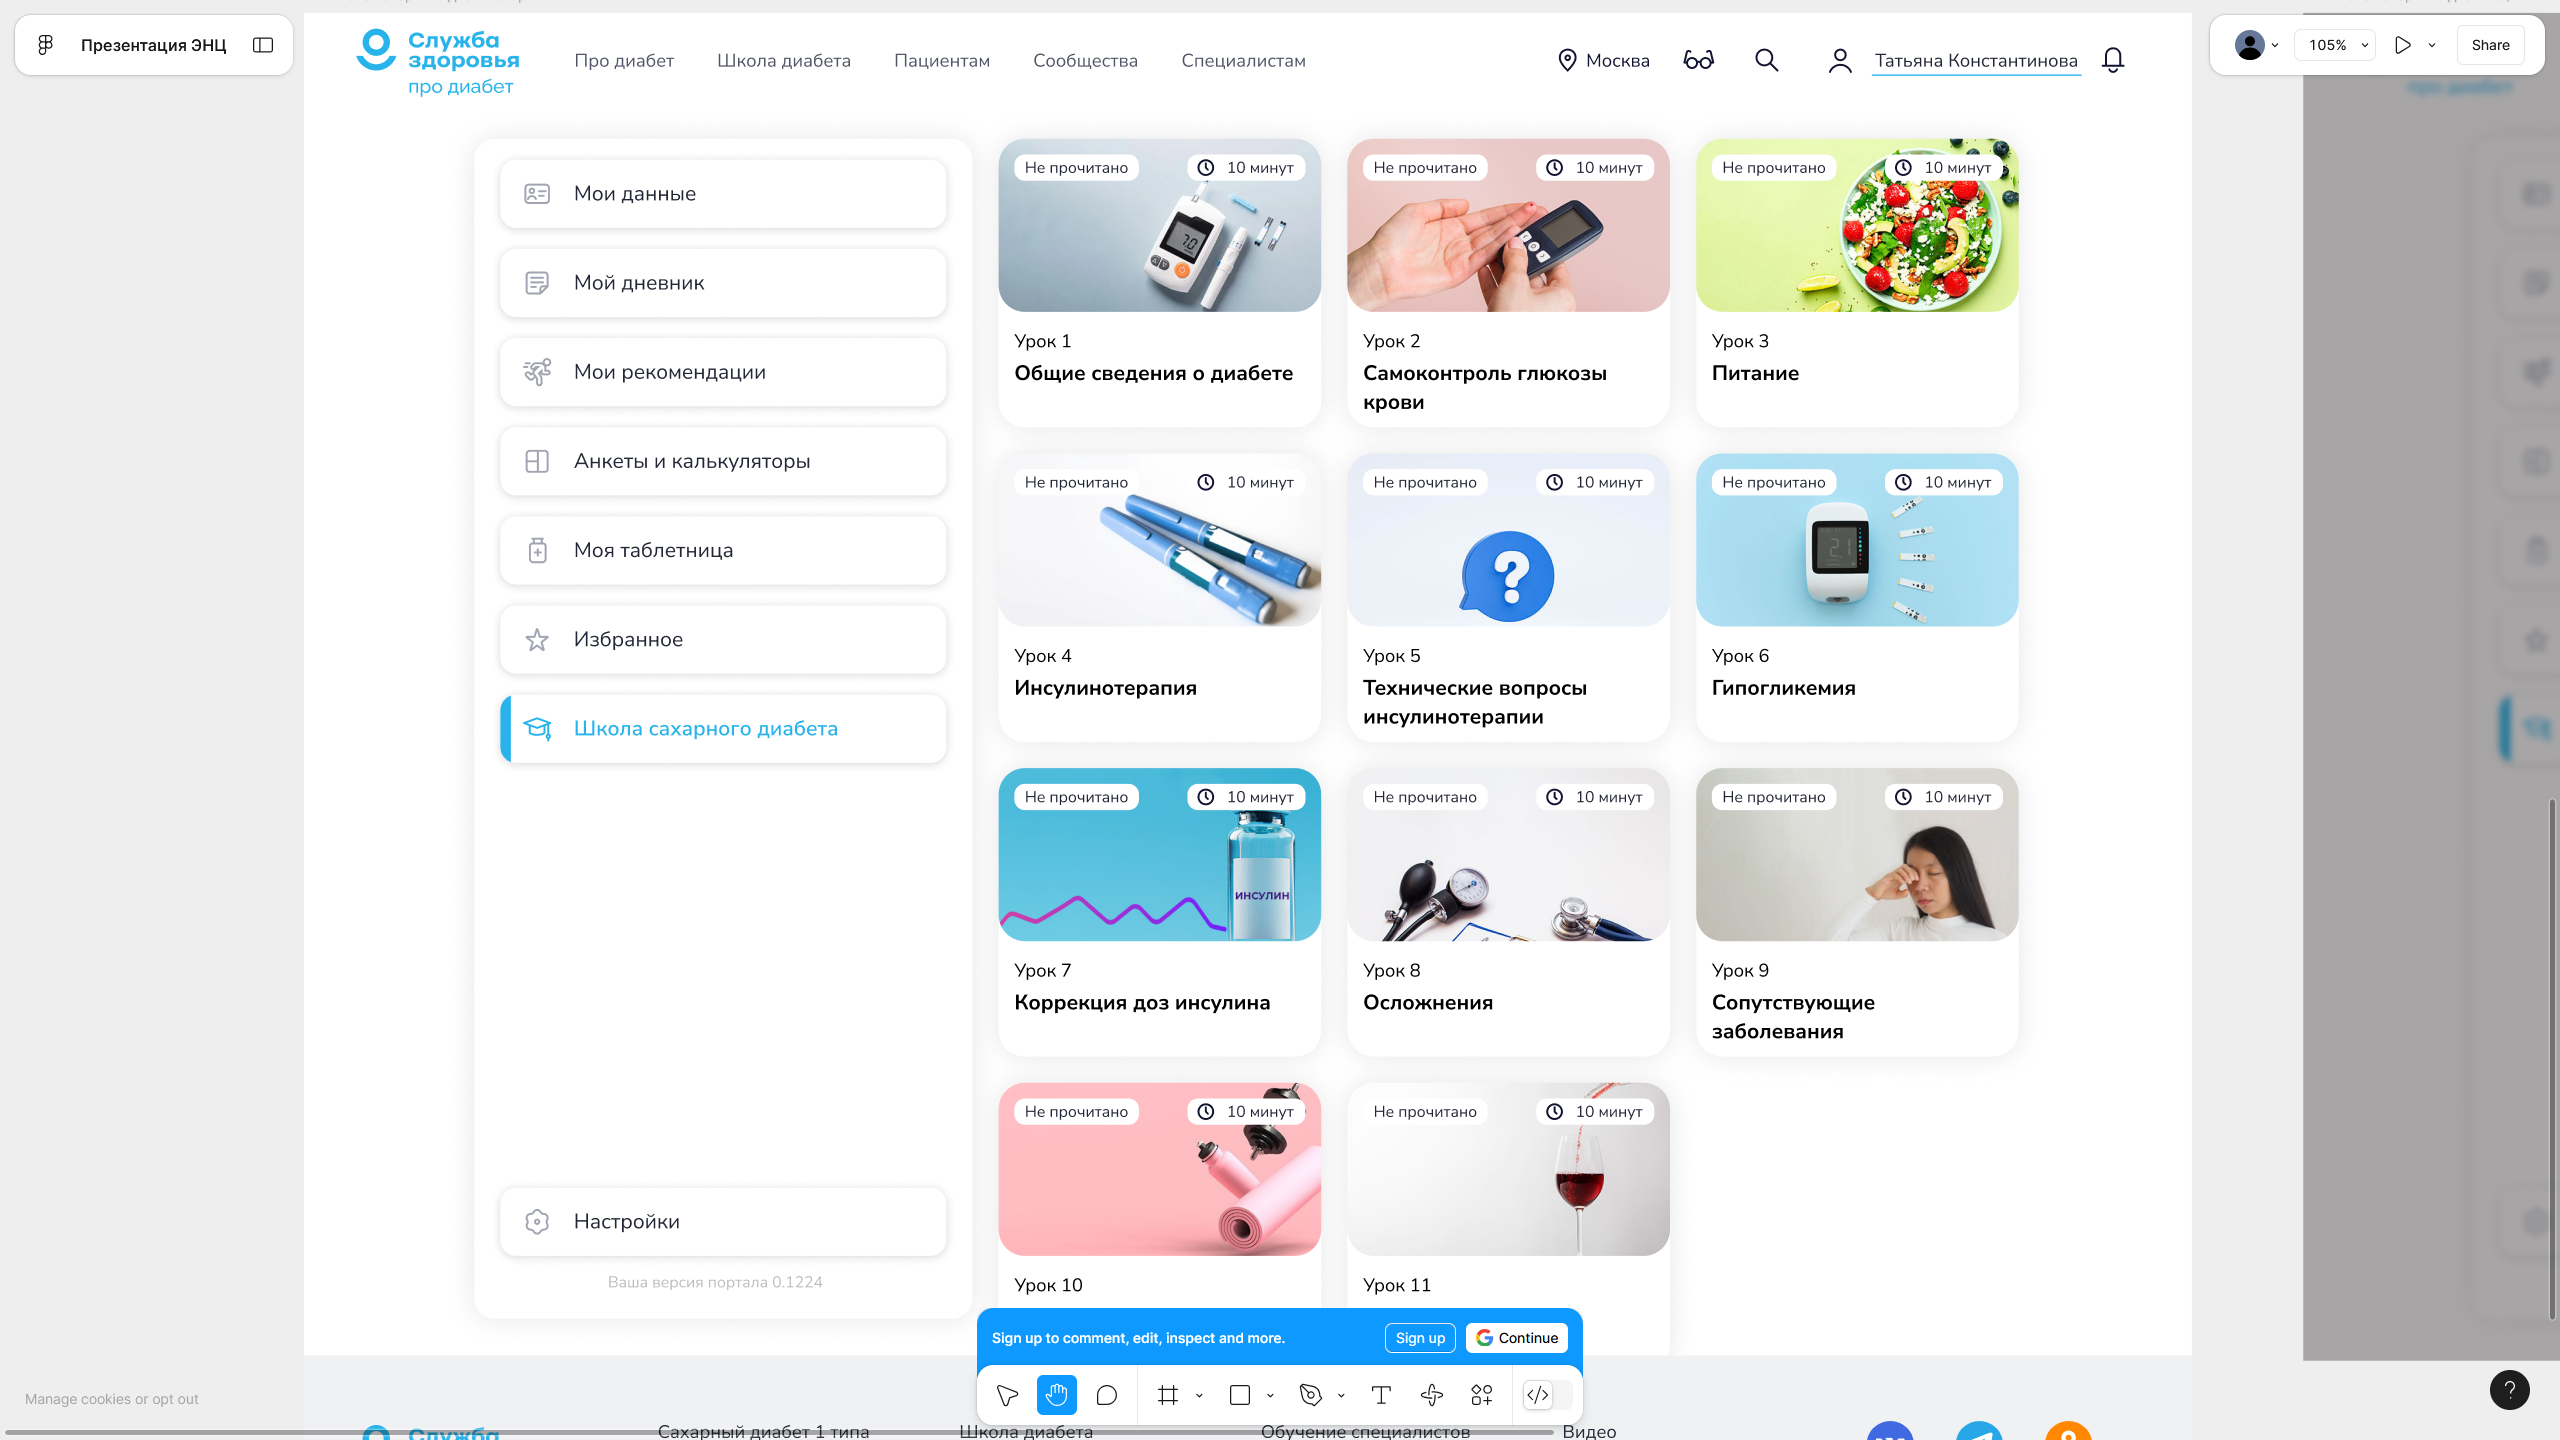 Презентация ЭНЦ
Служба
здоровья
про диабет
Про диабет
Школа диабета
Пациентам
Сообщества
Специалистам
Москва
Татьяна Константинова
105%
Share
Мои данные
Мой дневник
Мои рекомендации
Анкеты и калькуляторы
Моя таблетница
Избранное
Школа сахарного диабета
Настройки
Ваша версия портала 0.1224
Не прочитано
10 минут
7.0
Урок 1
Общие сведения о диабете
Не прочитано
10 минут
Урок 2
Самоконтроль глюкозы
крови
Не прочитано
10 минут
Урок 3
Питание
Не прочитано
10 минут
Урок 4
Инсулинотерапия
Не прочитано
10 минут
?
Урок 5
Технические вопросы
инсулинотерапии
Не прочитано
10 минут
Урок 6
Гипогликемия
Не прочитано
10 минут
ИНСУЛИН
Урок 7
Коррекция доз инсулина
Не прочитано
10 минут
Урок 8
Осложнения
Не прочитано
10 минут
Урок 9
Сопутствующие
заболевания
Не прочитано
10 минут
Урок 10
Не прочитано
10 минут
Урок 11
Sign up to comment, edit, inspect and more.
Sign up
Continue
Manage cookies or opt out
Служба
Сахарный диабет 1 типа
Школа диабета
Обучение специалистов
Видео